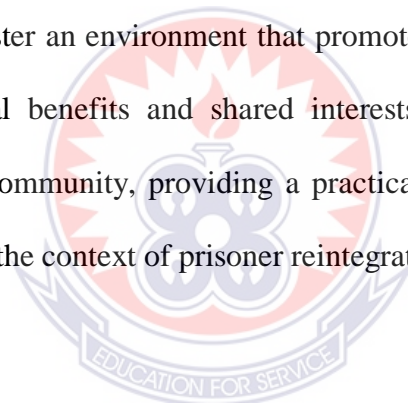 ster an environment that promot
l benefits and shared interests
ommunity, providing a practica
the context of prisoner reintegrat
EDUCATION FOR SERVICE